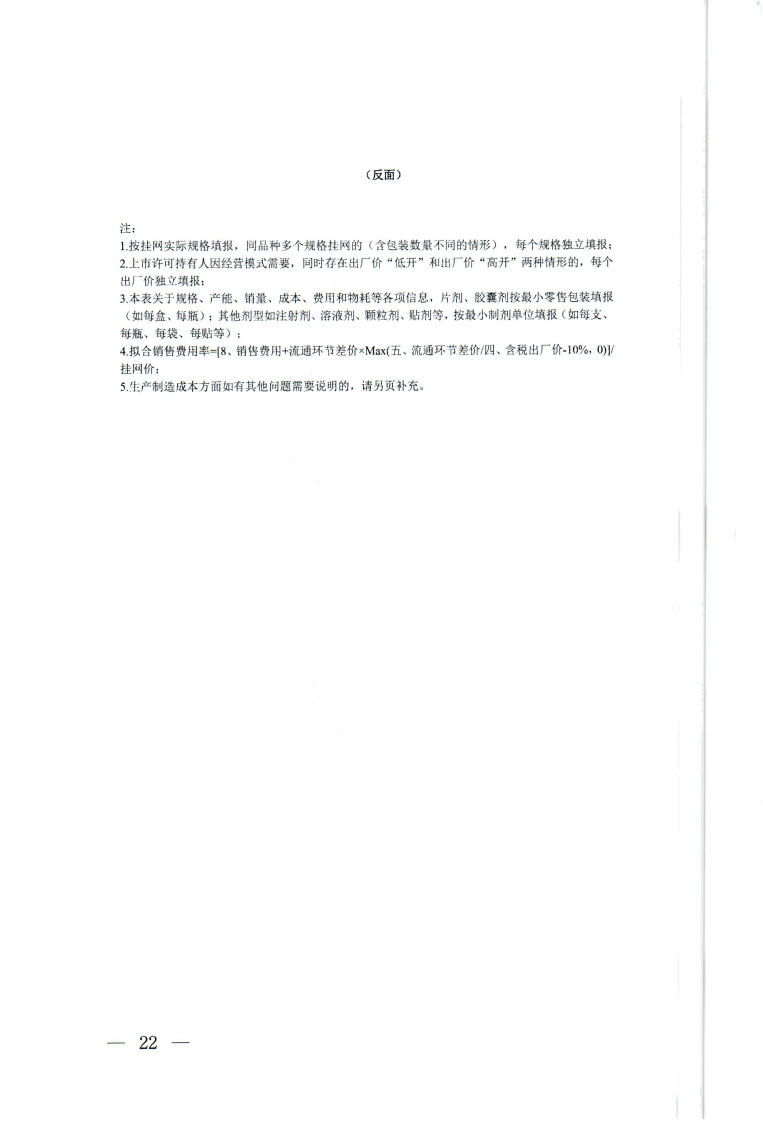 （反面）
注：
1.按挂网实际规格填报，同品种多个规格挂网的（含包装数量不同的情形），每个规格独立填报；
2.上市许可持有人因经营模式需要，同时存在出厂价“低开”和出厂价“高开”两种情形的，每个
出厂价独立填报；
3.本表关于规格、产能、销量、成本、费用和物耗等各项信息，片剂、胶囊剂按最小零售包装填报
（如每盒、每瓶）；其他剂型如注射剂、溶液剂、颗粒剂、贴剂等，按最小制剂单位填报（如每支、
每瓶、每袋、每贴等）；
4.拟合销售费用率=[8、销售费用+流通环节差价×Max(五、流通环节差价/四、含税出厂价-10%，0)]/
挂网价；
5.生产制造成本方面如有其他问题需要说明的，请另页补充。
— 22 —